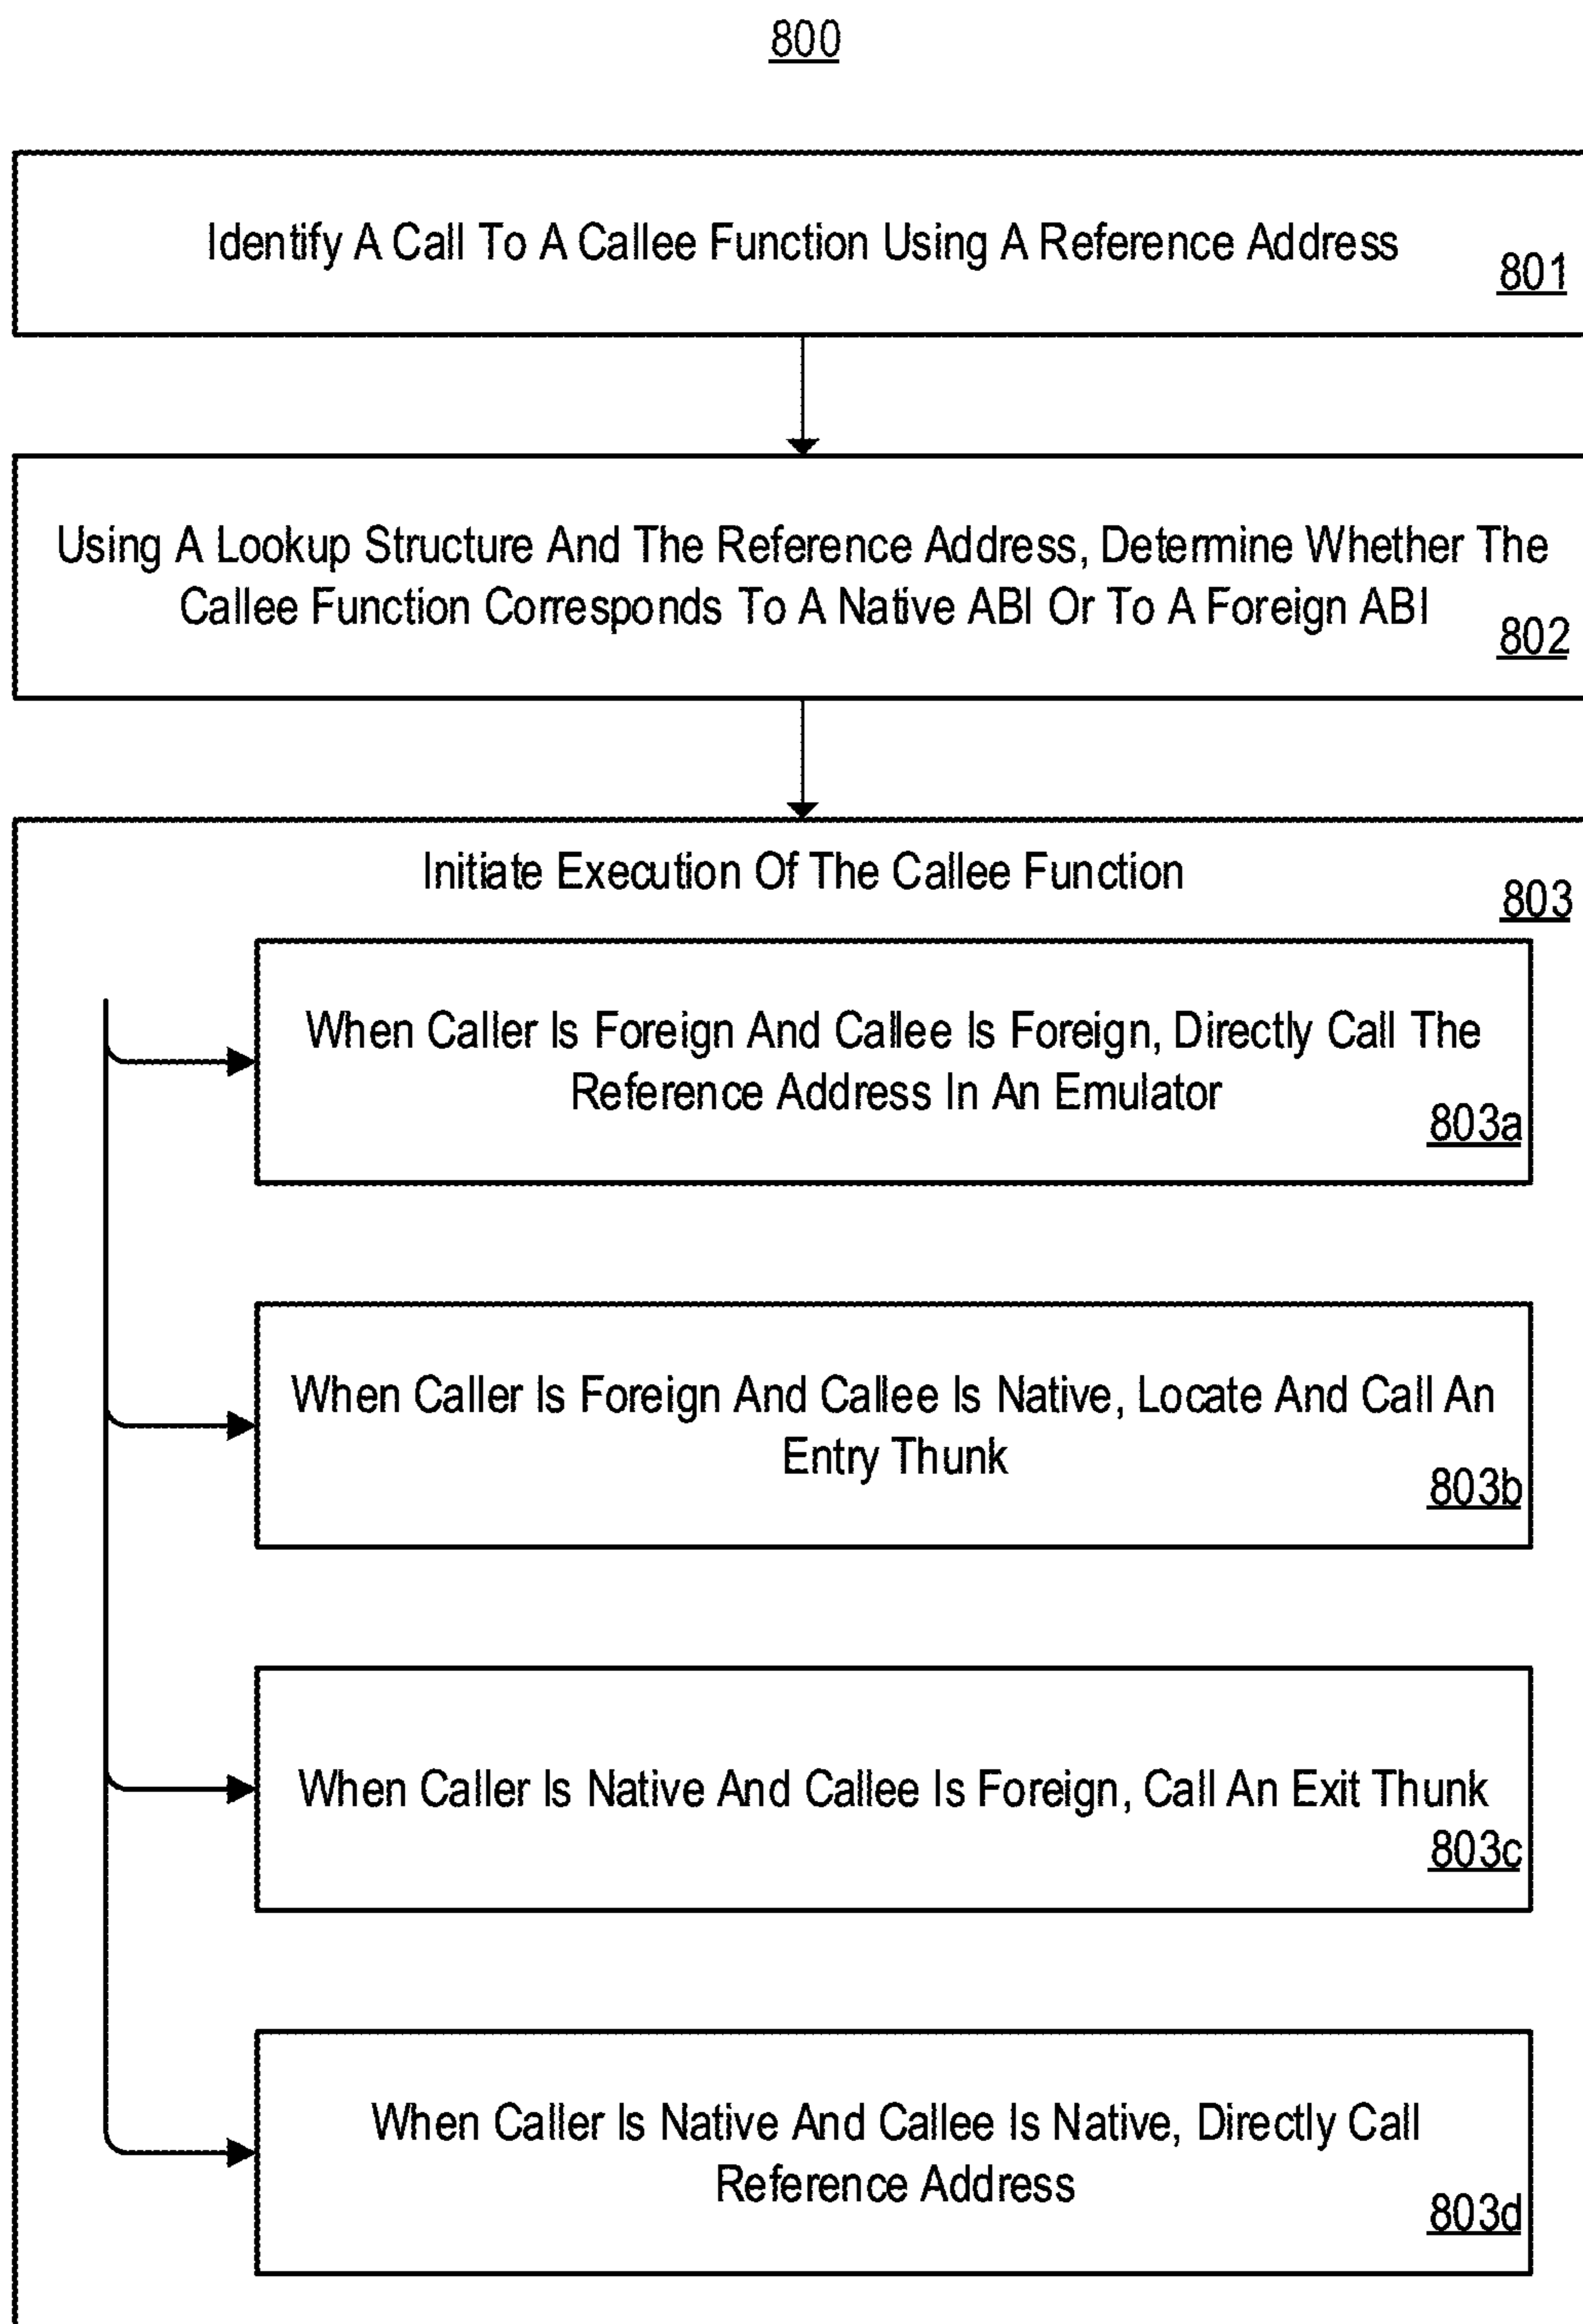 800
Identify A Call To A Callee Function Using A Reference Address
801
Using A Lookup Structure And The Reference Address, Determine Whether The
Callee Function Corresponds To A Native ABI Or To A Foreign ABI
802
Initiate Execution Of The Callee Function
803
When Caller Is Foreign And Callee Is Foreign, Directly Call The
Reference Address In An Emulator
803a
When Caller Is Foreign And Callee Is Native, Locate And Call An
Entry Thunk
803b
When Caller Is Native And Callee Is Foreign, Call An Exit Thunk
803c
When Caller Is Native And Callee Is Native, Directly Call
Reference Address
803d